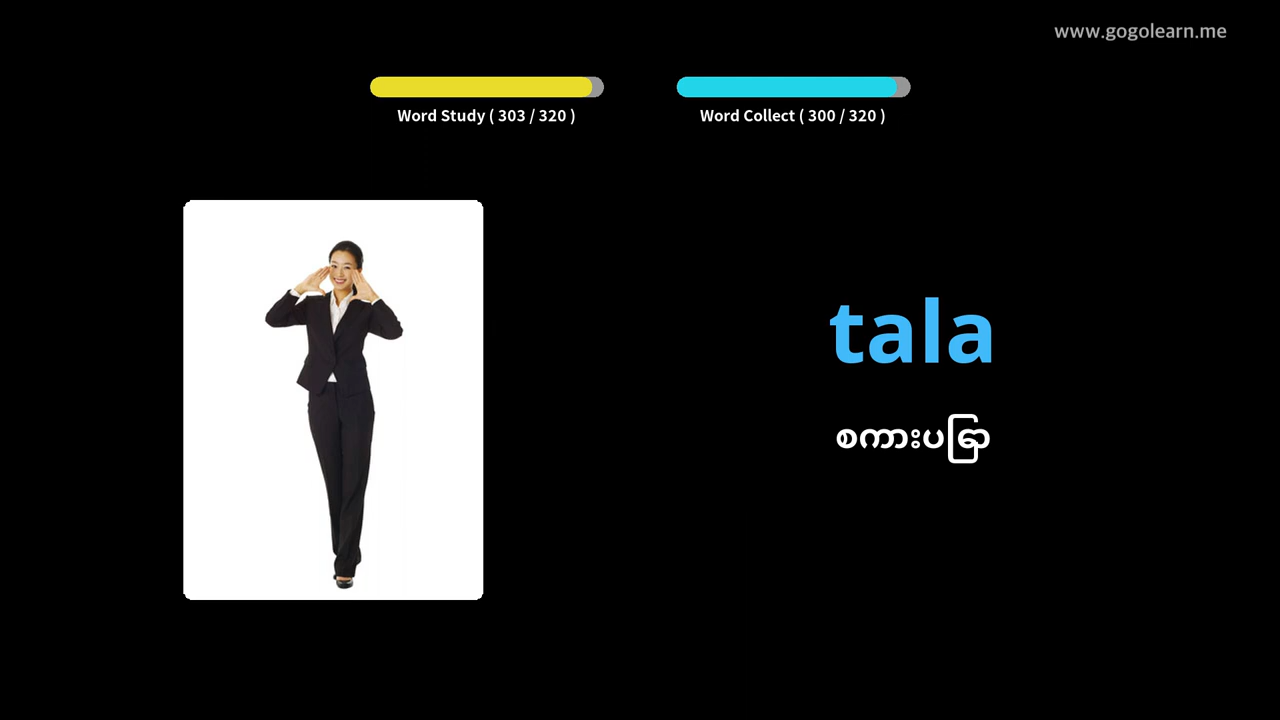 www.gogolearn.me
Word Study ( 303 / 320 )
Word Collect ( 300 / 320 )
tala
စကားပြော